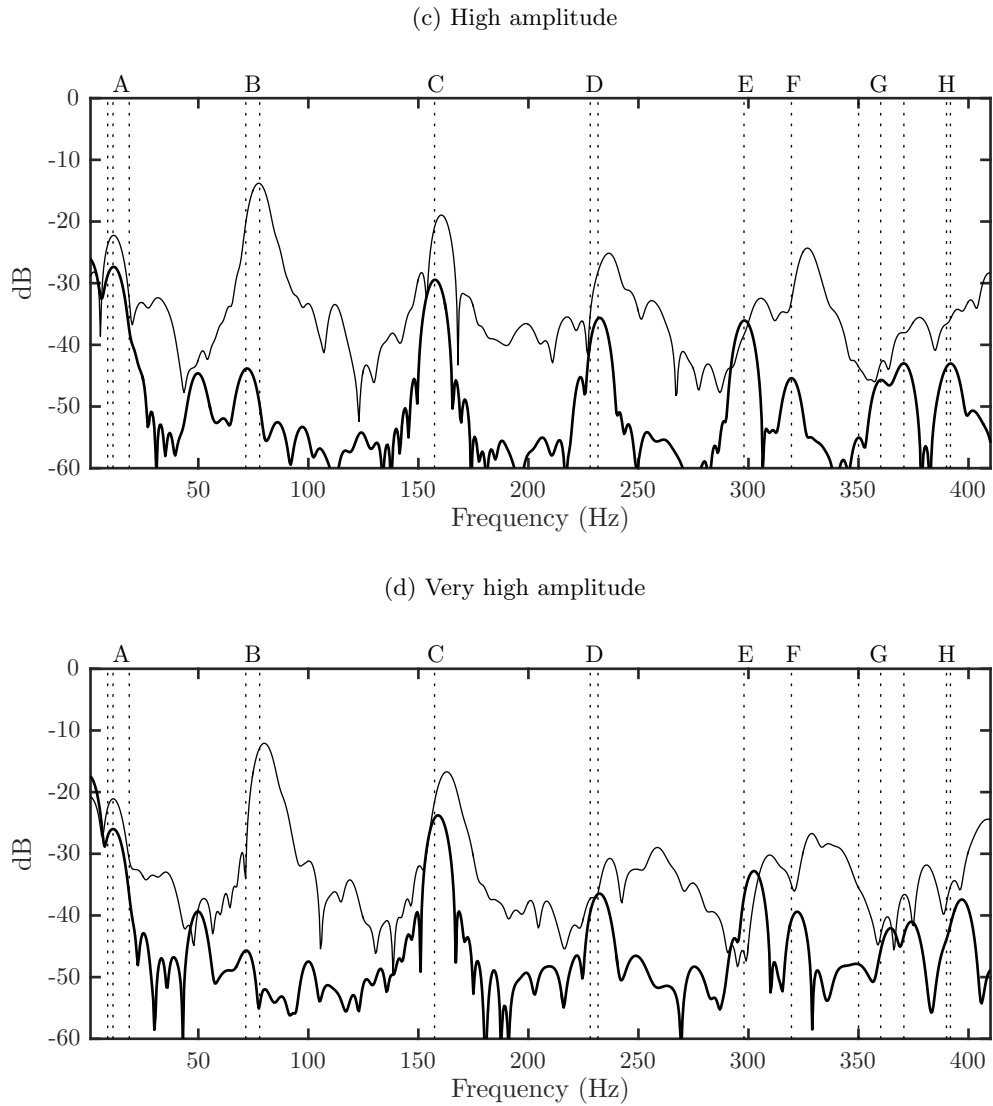 (c) High amplitude
A B C D E F G H
0
-10
-20
-30
-40
-50
-60
dB
50 100 150 200 250 300 350 400
Frequency (Hz)
(d) Very high amplitude
A B C D E F G H
0
-10
-20
-30
-40
-50
-60
dB
50 100 150 200 250 300 350 400
Frequency (Hz)